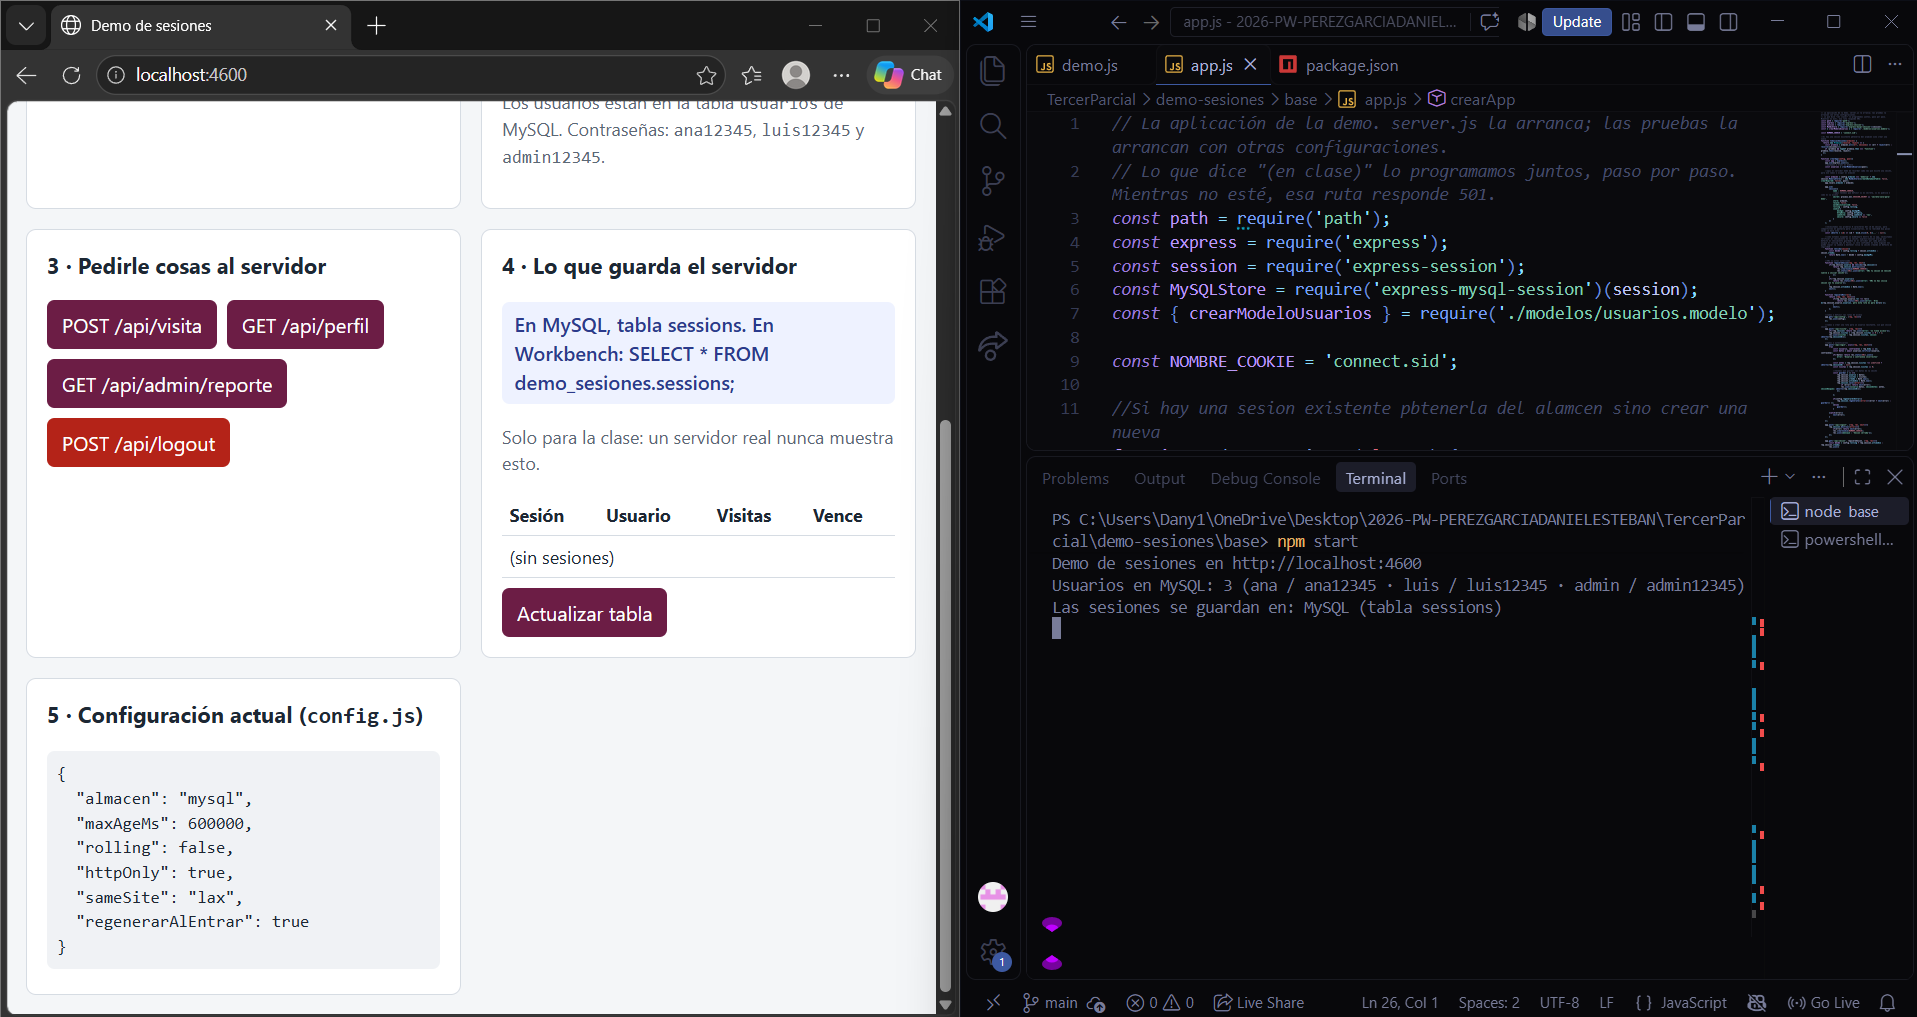 Demo de sesiones
localhost:4600
Chat
Los usuarios están en la tabla usuarios de
MySQL. Contraseñas: ana12345, luis12345 y
admin12345.
3 · Pedirle cosas al servidor
POST /api/visita
GET /api/perfil
GET /api/admin/reporte
POST /api/logout
4 · Lo que guarda el servidor
En MySQL, tabla sessions. En
Workbench: SELECT * FROM
demo_sesiones.sessions;
Solo para la clase: un servidor real nunca muestra
esto.
Sesión Usuario Visitas Vence
(sin sesiones)
Actualizar tabla
5 · Configuración actual (config.js)
{
"almacen": "mysql",
"maxAgeMs": 600000,
"rolling": false,
"httpOnly": true,
"sameSite": "lax",
"regenerarAlEntrar": true
}
app.js - 2026-PW-PEREZGARCIADANIEL...
Update
demo.js
app.js
package.json
TercerParcial > demo-sesiones > base > app.js > crearApp
1 // La aplicación de la demo. server.js la arranca; las pruebas la
arrancan con otras configuraciones.
2 // Lo que dice "(en clase)" lo programamos juntos, paso por paso.
Mientras no esté, esa ruta responde 501.
3 const path = require('path');
4 const express = require('express');
5 const session = require('express-session');
6 const MySQLStore = require('express-mysql-session')(session);
7 const { crearModeloUsuarios } = require('./modelos/usuarios.modelo');
8
9 const NOMBRE_COOKIE = 'connect.sid';
10
11 //Si hay una sesion existente pbtenerla del alamcen sino crear una
nueva
Problems Output Debug Console Terminal Ports
PS C:\Users\Dany1\OneDrive\Desktop\2026-PW-PEREZGARCIADANIELESTEBAN\TercerPar
cial\demo-sesiones\base> npm start
Demo de sesiones en http://localhost:4600
Usuarios en MySQL: 3 (ana / ana12345 · luis / luis12345 · admin / admin12345)
Las sesiones se guardan en: MySQL (tabla sessions)
node base
powershell...
1
main
0 0
Live Share
Ln 26, Col 1
Spaces: 2
UTF-8
LF
{ } JavaScript
Go Live